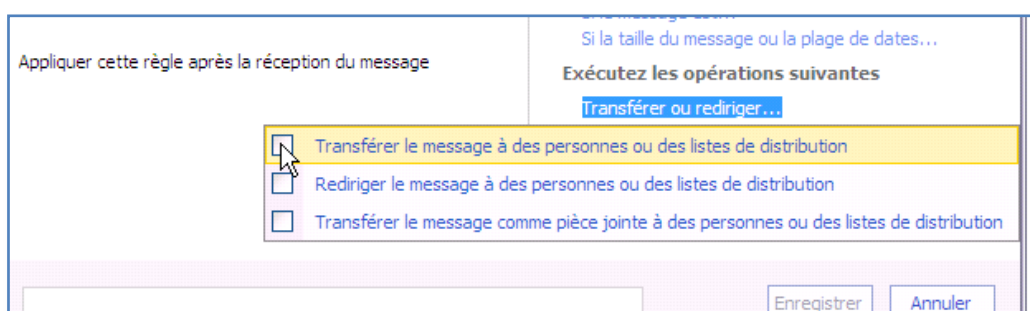 Si la taille du message ou la plage de dates...
Appliquer cette règle après la réception du message
Exécutez les opérations suivantes
Transférer ou rediriger...
Transférer le message à des personnes ou des listes de distribution
Rediriger le message à des personnes ou des listes de distribution
Transférer le message comme pièce jointe à des personnes ou des listes de distribution
Enregistrer
Annuler